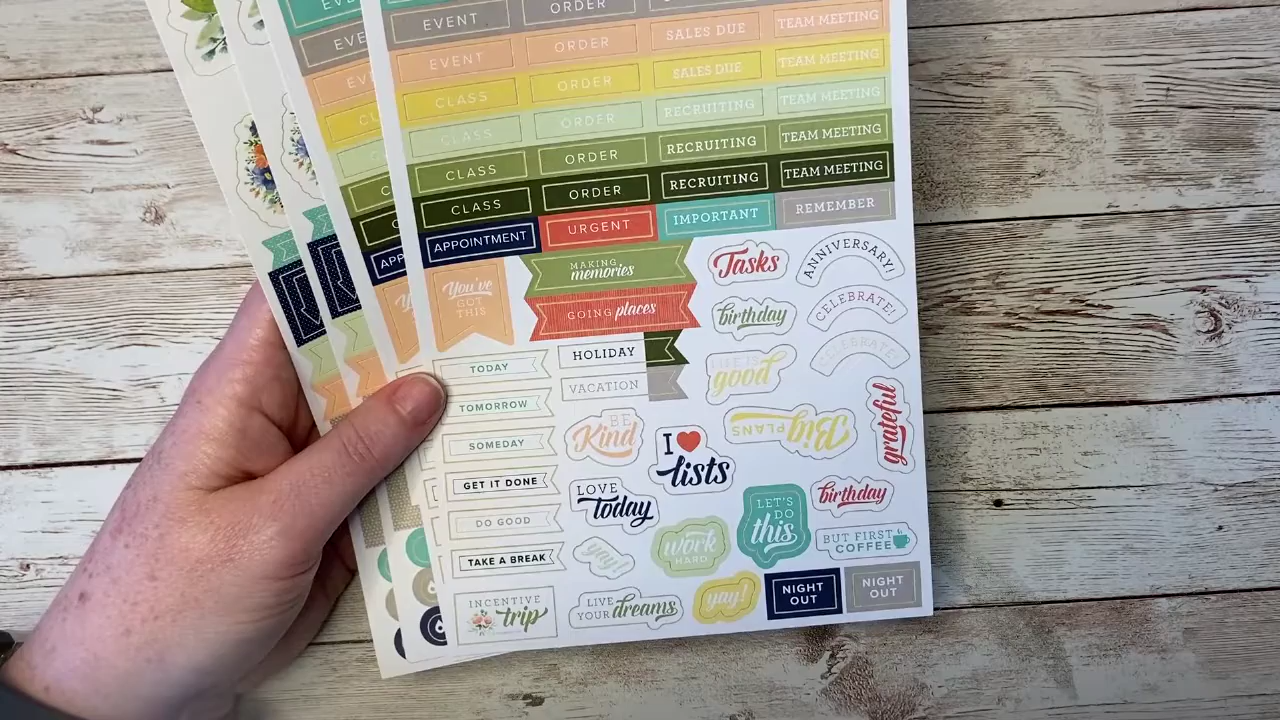 EVE
EVENT
ORDER
EVE
EVENT
ORDER
SALES DUE
TEAM MEETING
EV
CLASS
ORDER
SALES DUE
TEAM MEETING
CLASS
ORDER
RECRUITING
TEAM MEETING
CLASS
ORDER
RECRUITING
TEAM MEETING
CLASS
ORDER
RECRUITING
TEAM MEETING
APP
APPOINTMENT
URGENT
IMPORTANT
REMEMBER
You've
GOT
THIS
MAKING
memories
GOING places
Tasks
ANNIVERSARY!
birthday
CELEBRATE!
CELEBRATE!
TODAY
HOLIDAY
LIFE IS
good
TOMORROW
VACATION
SOMEDAY
BE
Kind
I
lists
BIG
PLANS
grateful
GET IT DONE
LOVE
Today
LET'S
DO
this
birthday
DO GOOD
yay!
work
HARD
BUT FIRST
COFFEE
TAKE A BREAK
INCENTIVE
trip
LIVE
YOUR dreams
yay!
NIGHT
OUT
NIGHT
OUT